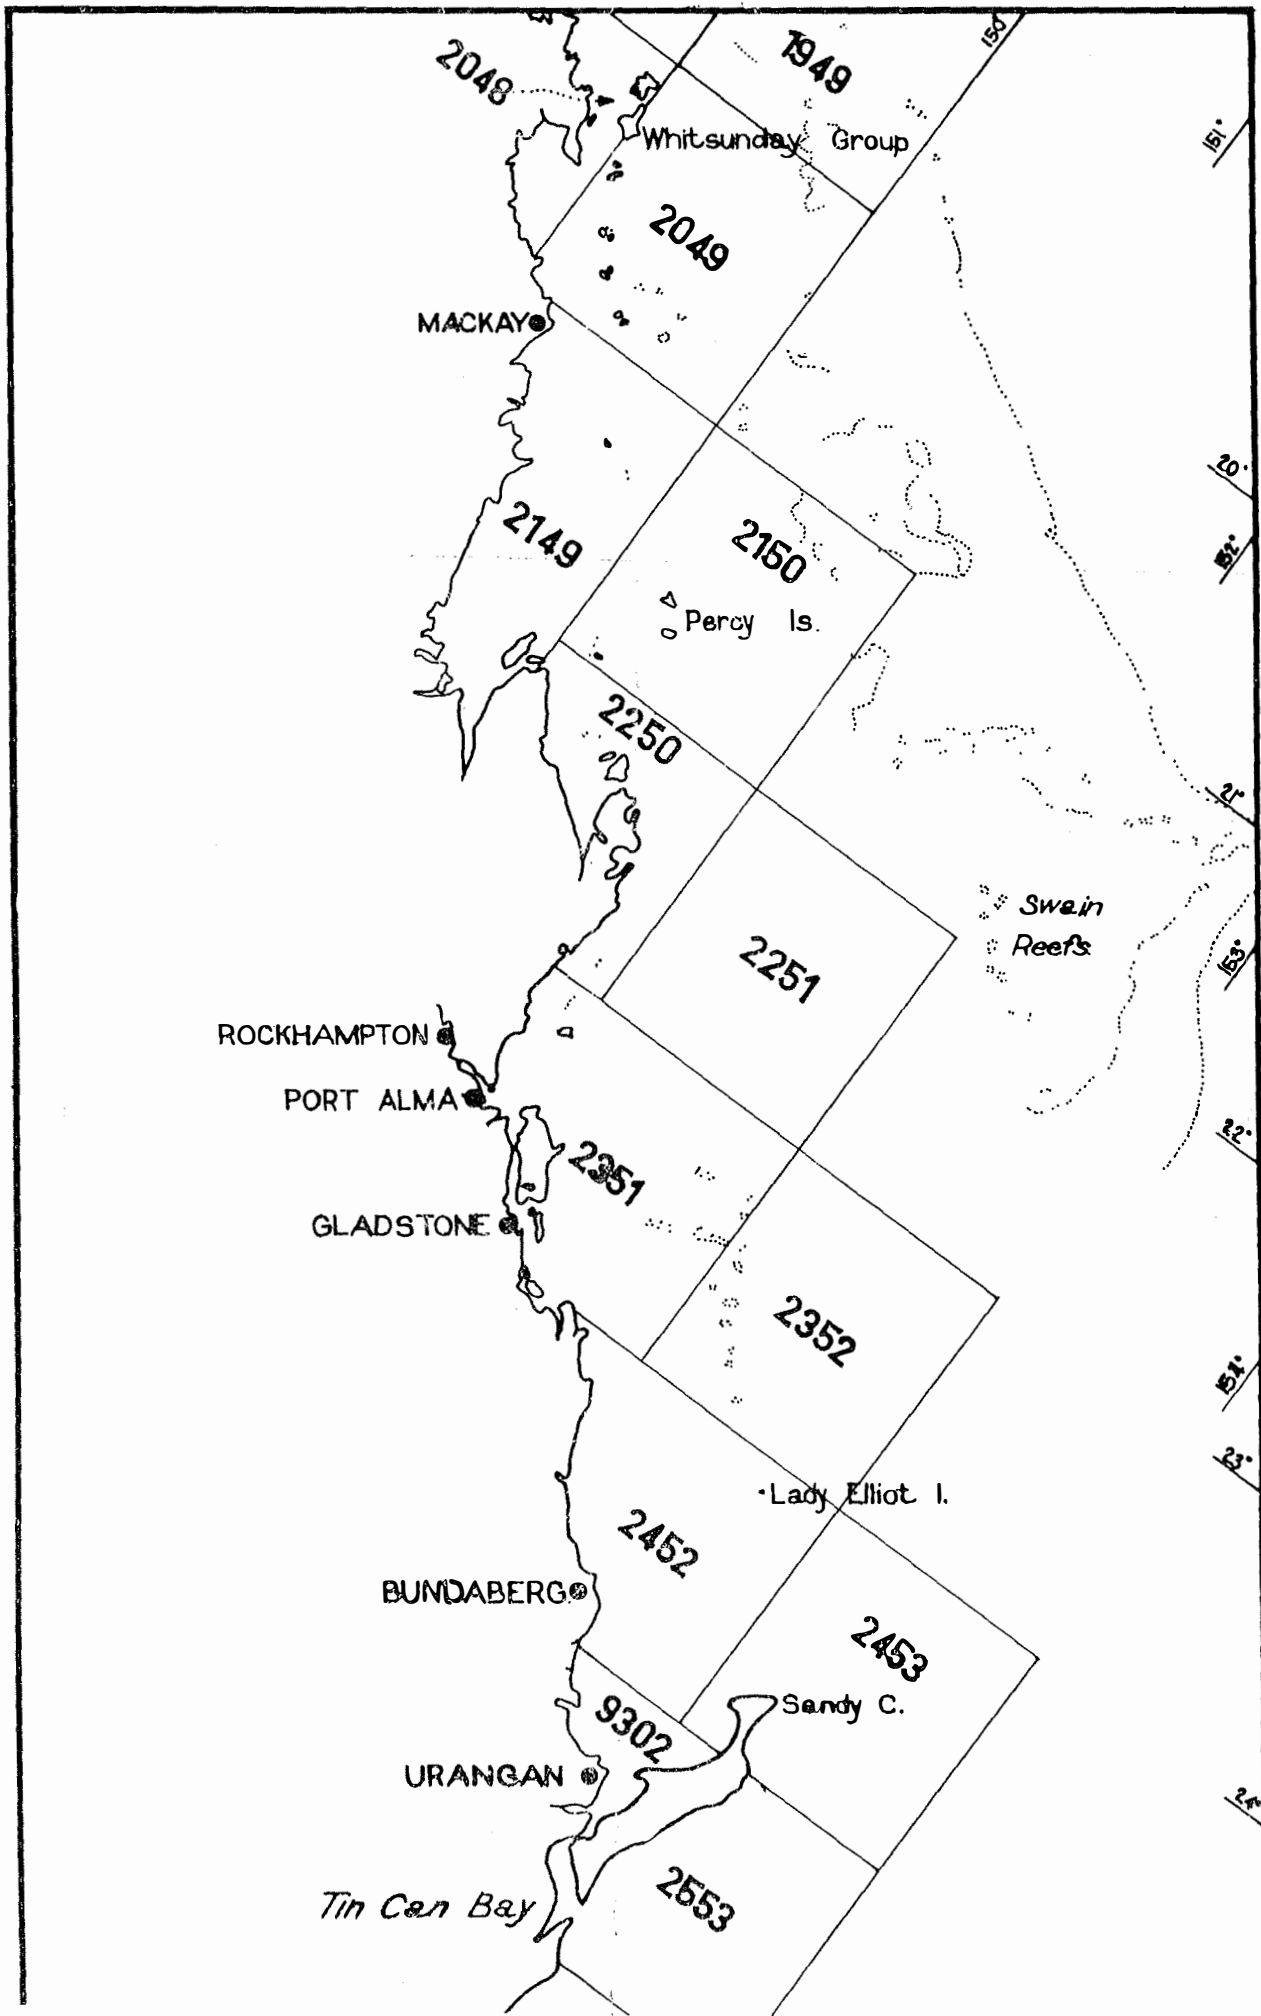 150
1949
2048
151°
Whitsunday Group
2049
MACKAY
20°
2149
2150
152°
Percy Is.
2250
21°
Swain
Reefs
2251
153°
ROCKHAMPTON
PORT ALMA
22°
2351
GLADSTONE
2352
154°
23°
Lady Elliot I.
2452
BUNDABERG
2453
Sandy C.
9302
URANGAN
24°
2553
Tin Can Bay